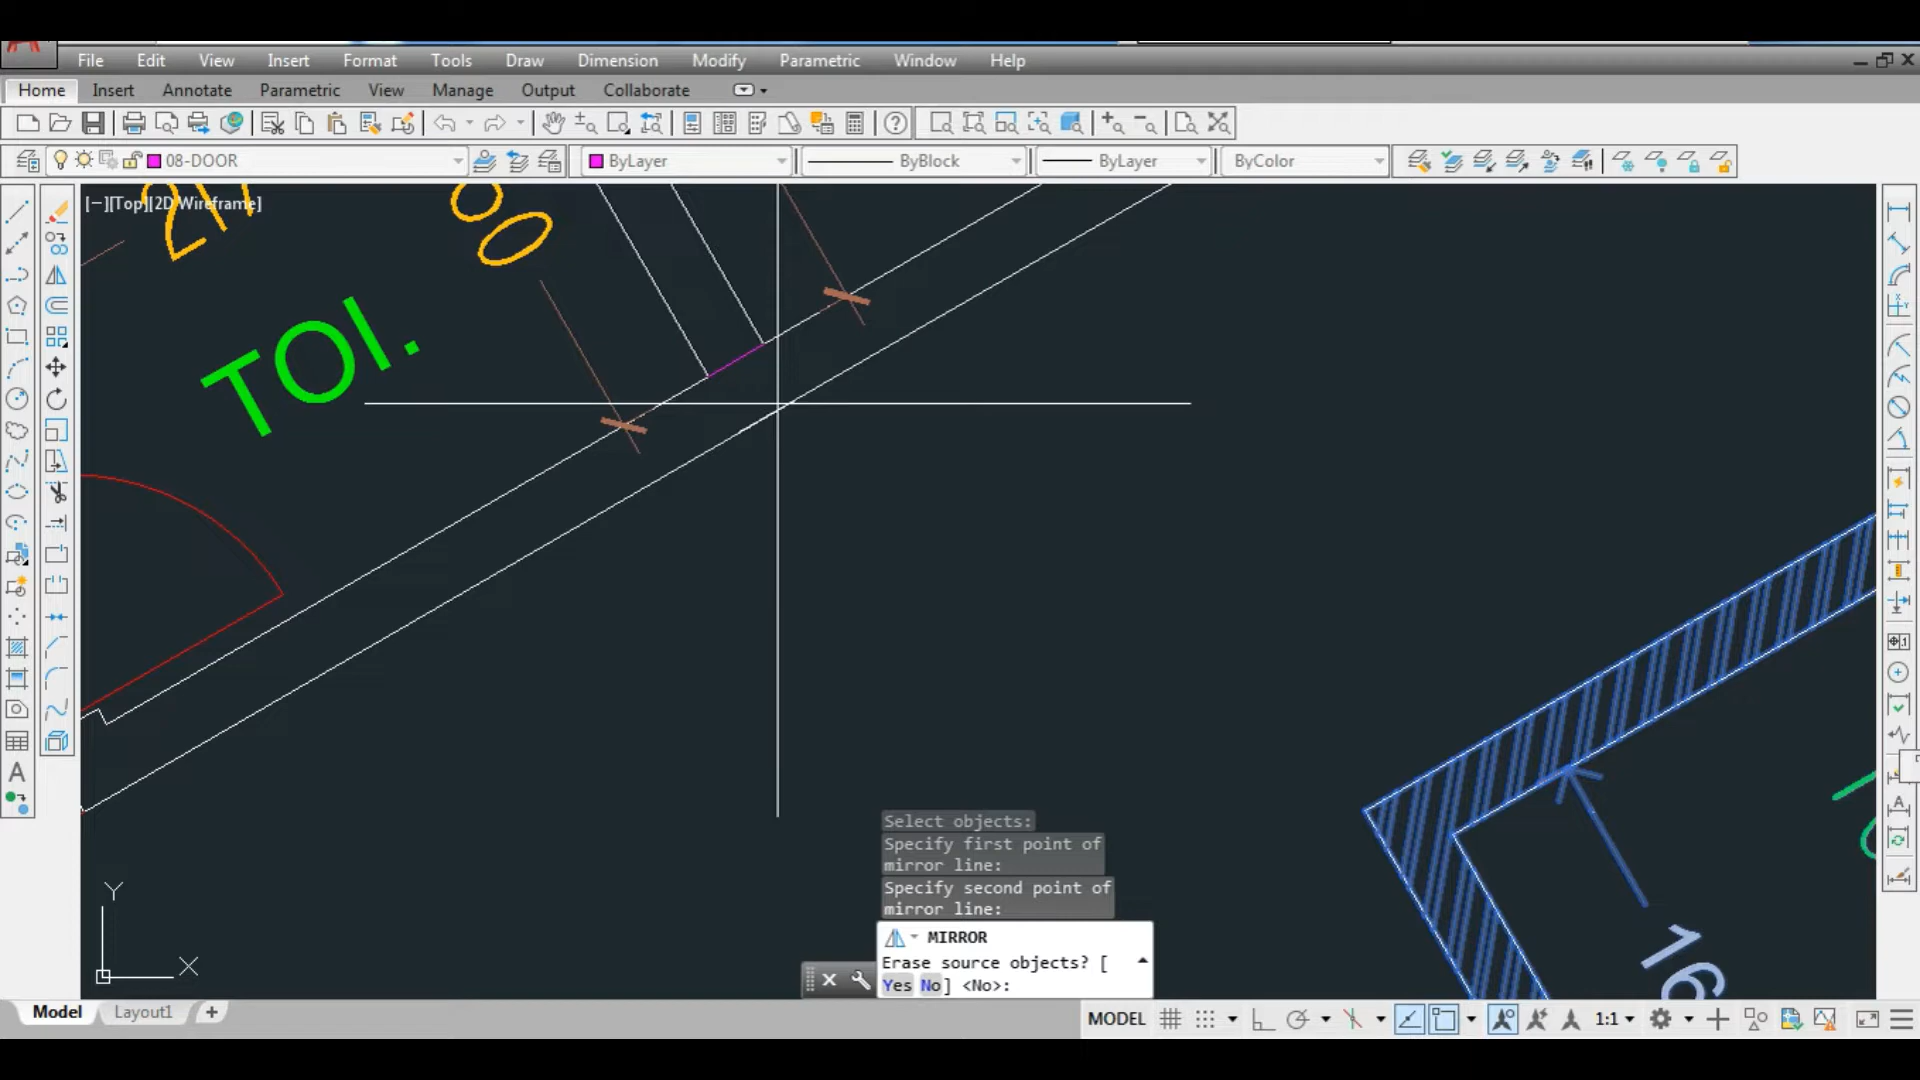 File Edit View Insert Format Tools Draw Dimension Modify Parametric Window Help
Home Insert Annotate Parametric View Manage Output Collaborate
08-DOOR ByLayer ByBlock ByLayer ByColor
[−][Top][2D Wireframe]
TOI.
Select objects:
Specify first point of
mirror line:
Specify second point of
mirror line:
MIRROR
Erase source objects? [
Yes No] <No>:
Y
X
16
Model Layout1 +
MODEL 1:1